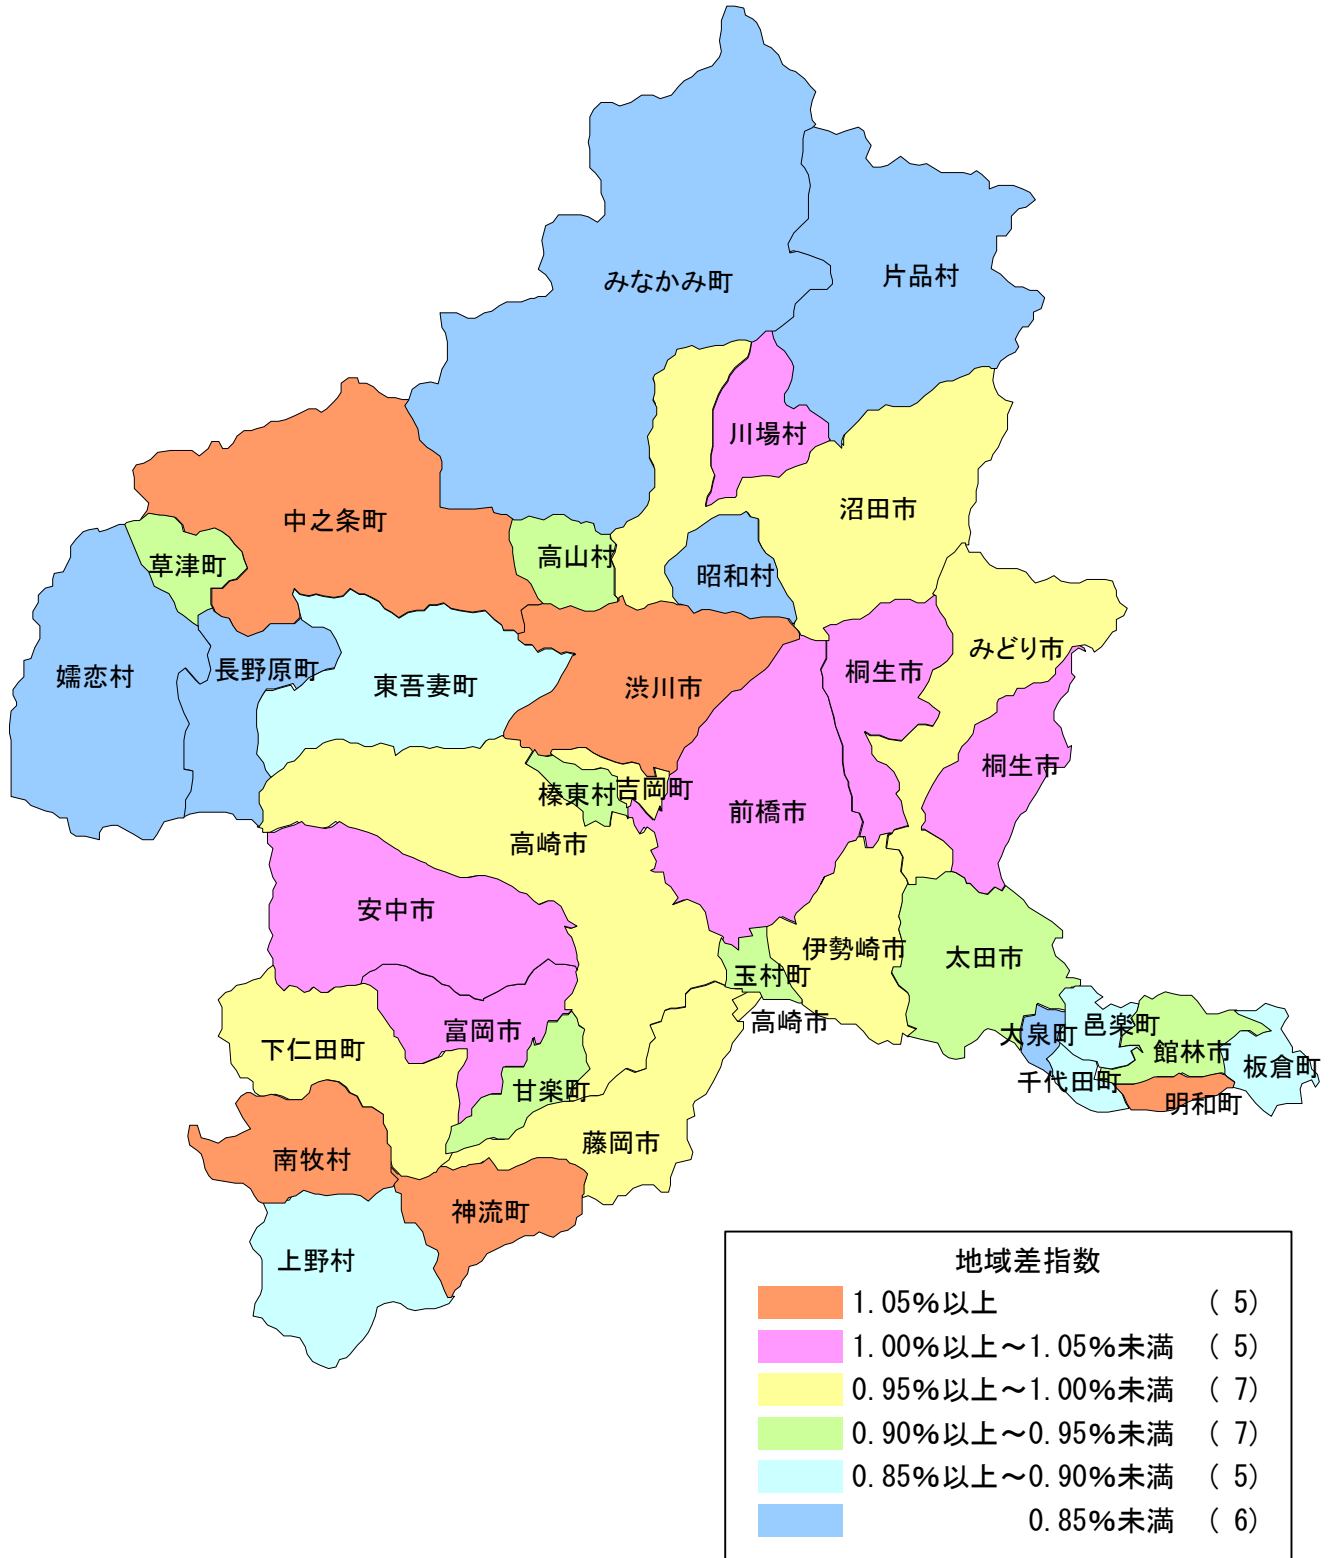 みなかみ町
片品村
川場村
沼田市
中之条町
高山村
草津町
昭和村
みどり市
嬬恋村
長野原町
東吾妻町
渋川市
桐生市
桐生市
榛東村
吉岡町
前橋市
高崎市
安中市
伊勢崎市
太田市
玉村町
高崎市
富岡市
下仁田町
大泉町
邑楽町
館林市
板倉町
千代田町
明和町
甘楽町
藤岡市
南牧村
神流町
上野村
地域差指数
1.05%以上 ( 5)
1.00%以上～1.05%未満 ( 5)
0.95%以上～1.00%未満 ( 7)
0.90%以上～0.95%未満 ( 7)
0.85%以上～0.90%未満 ( 5)
0.85%未満 ( 6)